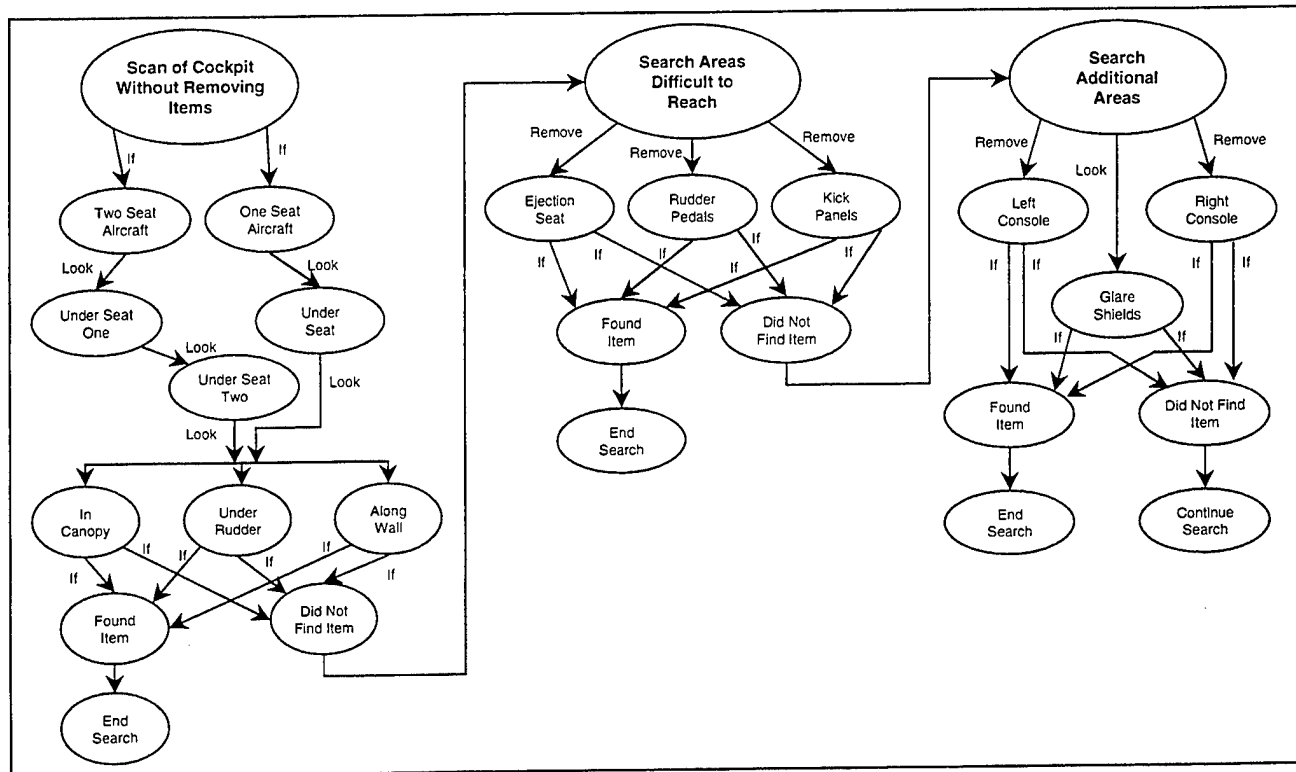 Scan of Cockpit
Without Removing
Items
If
If
Two Seat
Aircraft
One Seat
Aircraft
Look
Look
Under Seat
One
Under
Seat
Look
Under Seat
Two
Look
Look
In
Canopy
Under
Rudder
Along
Wall
If
If
If
If
If
If
Found
Item
Did Not
Find Item
End
Search
Search Areas
Difficult to
Reach
Remove
Remove
Remove
Ejection
Seat
Rudder
Pedals
Kick
Panels
If
If
If
If
If
If
Found
Item
Did Not
Find Item
End
Search
Search
Additional
Areas
Remove
Look
Remove
Left
Console
Right
Console
If
If
If
If
Glare
Shields
If
If
Found
Item
Did Not Find
Item
End
Search
Continue
Search